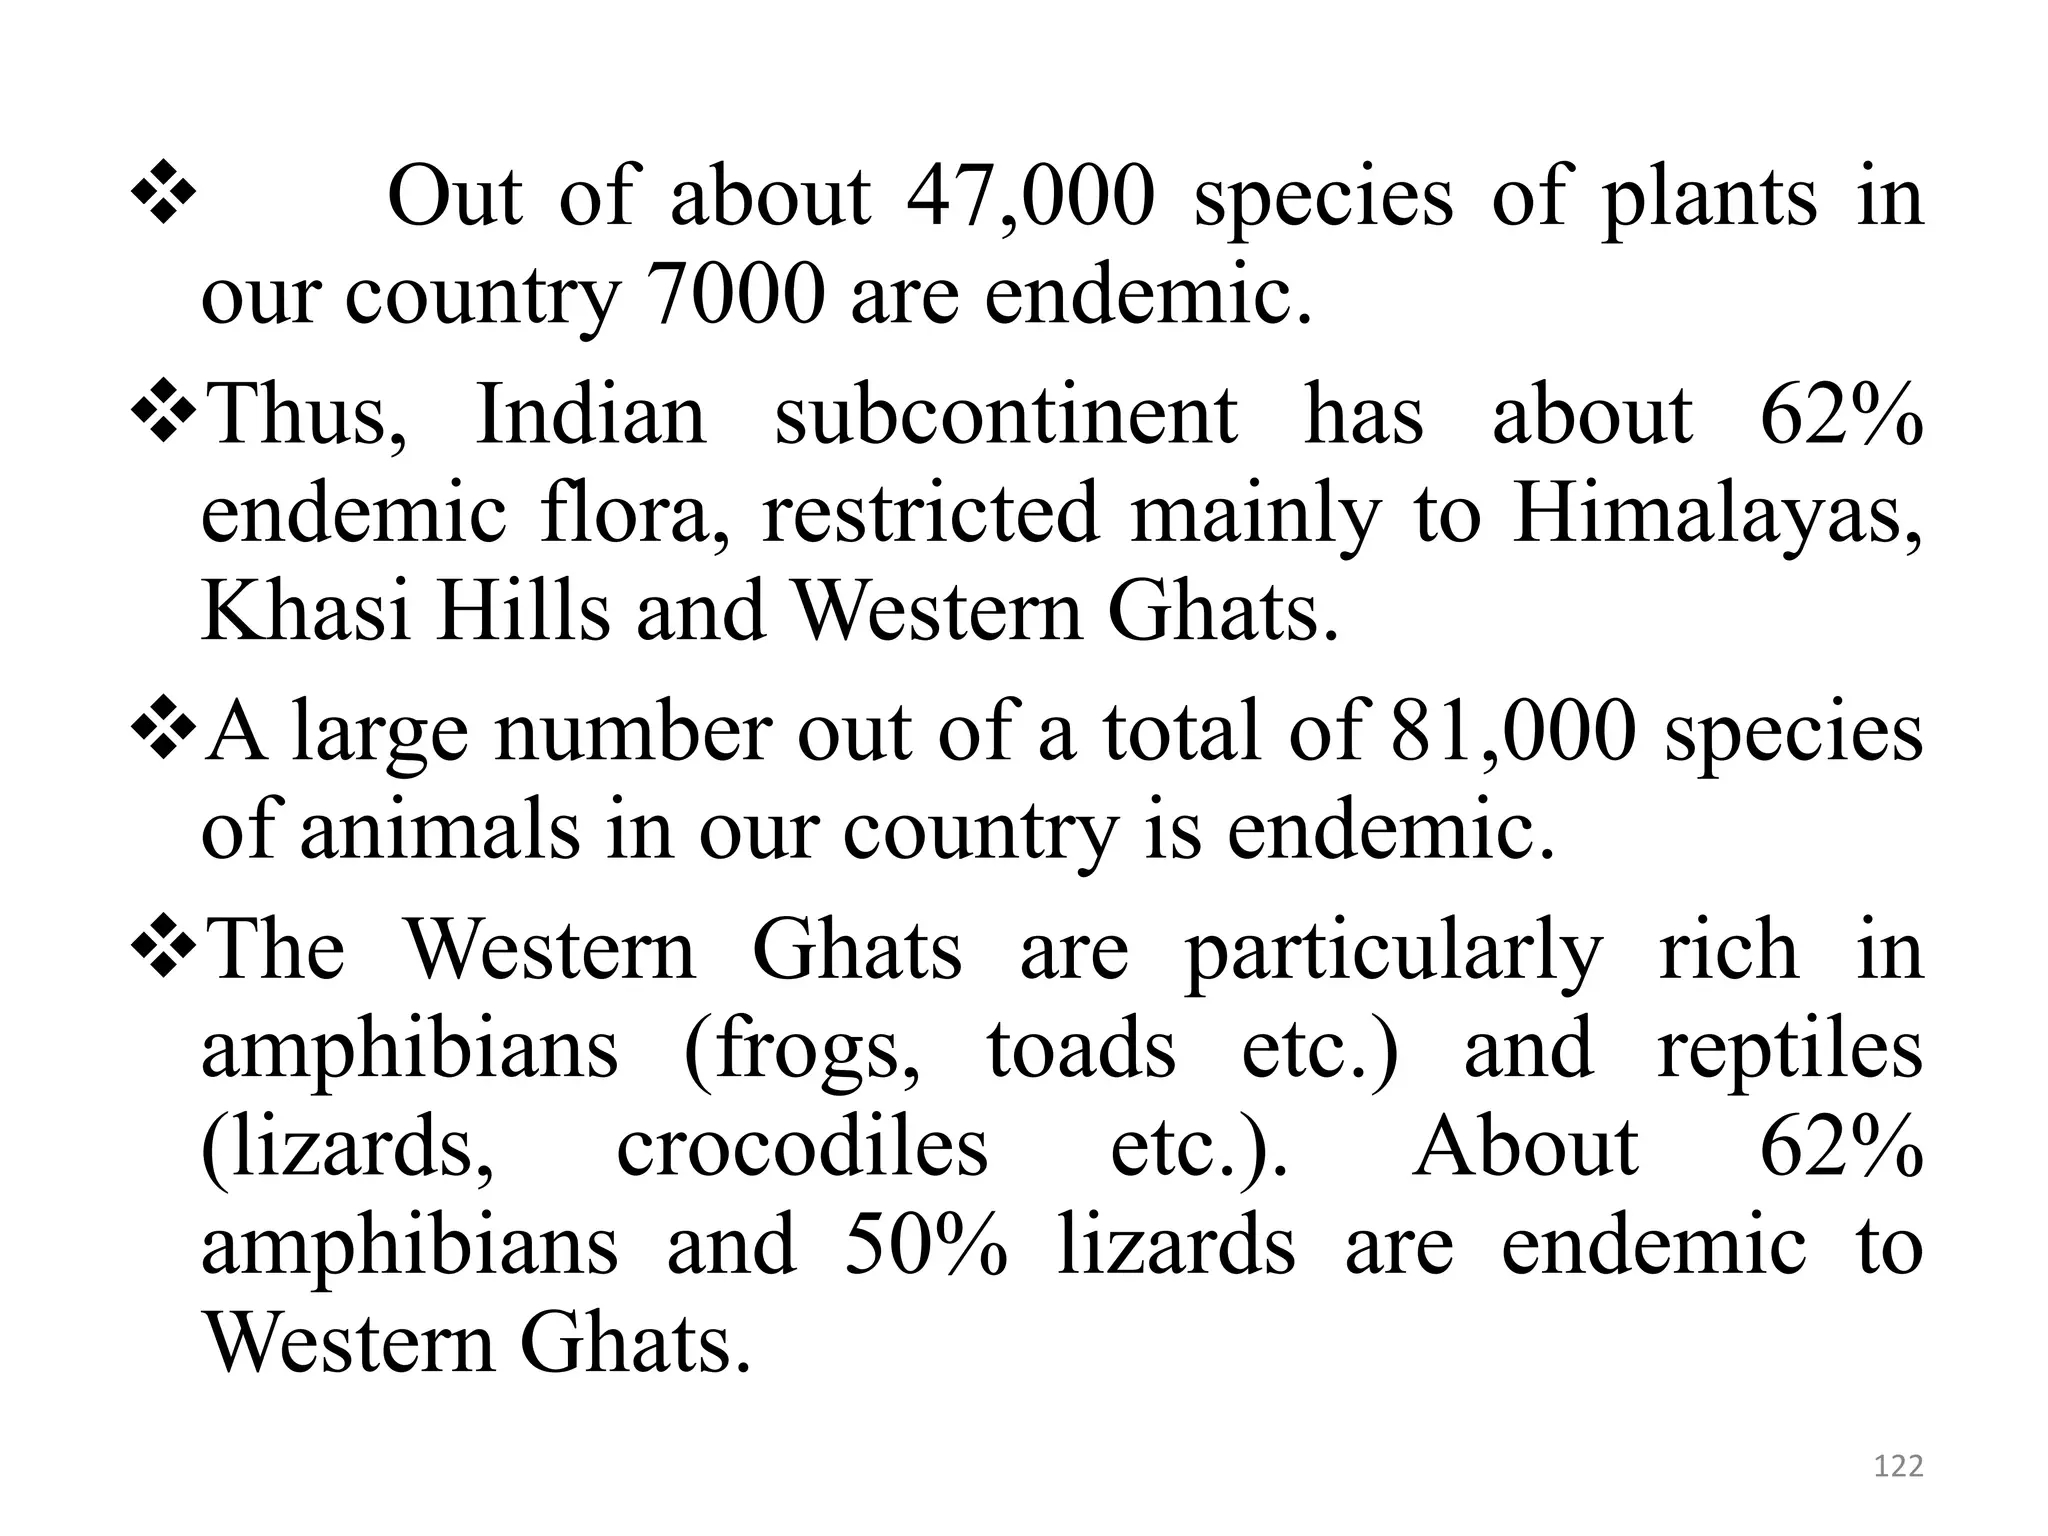 ❖ Out of about 47,000 species of plants in
our country 7000 are endemic.
❖Thus, Indian subcontinent has about 62%
endemic flora, restricted mainly to Himalayas,
Khasi Hills and Western Ghats.
❖A large number out of a total of 81,000 species
of animals in our country is endemic.
❖The Western Ghats are particularly rich in
amphibians (frogs, toads etc.) and reptiles
(lizards, crocodiles etc.). About 62%
amphibians and 50% lizards are endemic to
Western Ghats.
122